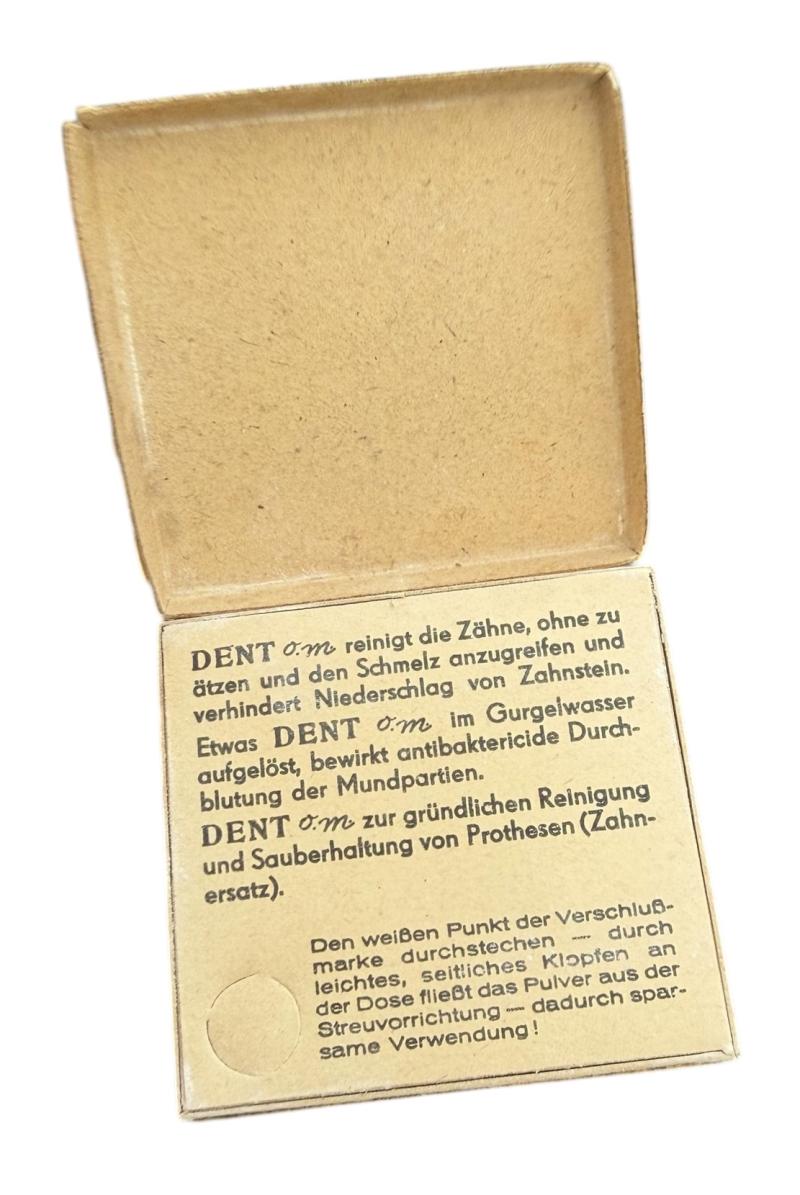 DENT o.m reinigt die Zähne, ohne zu
ätzen und den Schmelz anzugreifen und
verhindert Niederschlag von Zahnstein.
Etwas DENT o.m im Gurgelwasser
aufgelöst, bewirkt antibaktericide Durch-
blutung der Mundpartien.
DENT o.m zur gründlichen Reinigung
und Sauberhaltung von Prothesen (Zahn-
ersatz).
Den weißen Punkt der Verschluß-
marke durchstechen — durch
leichtes, seitliches Klopfen an
der Dose fließt das Pulver aus der
Streuvorrichtung — dadurch spar-
same Verwendung!